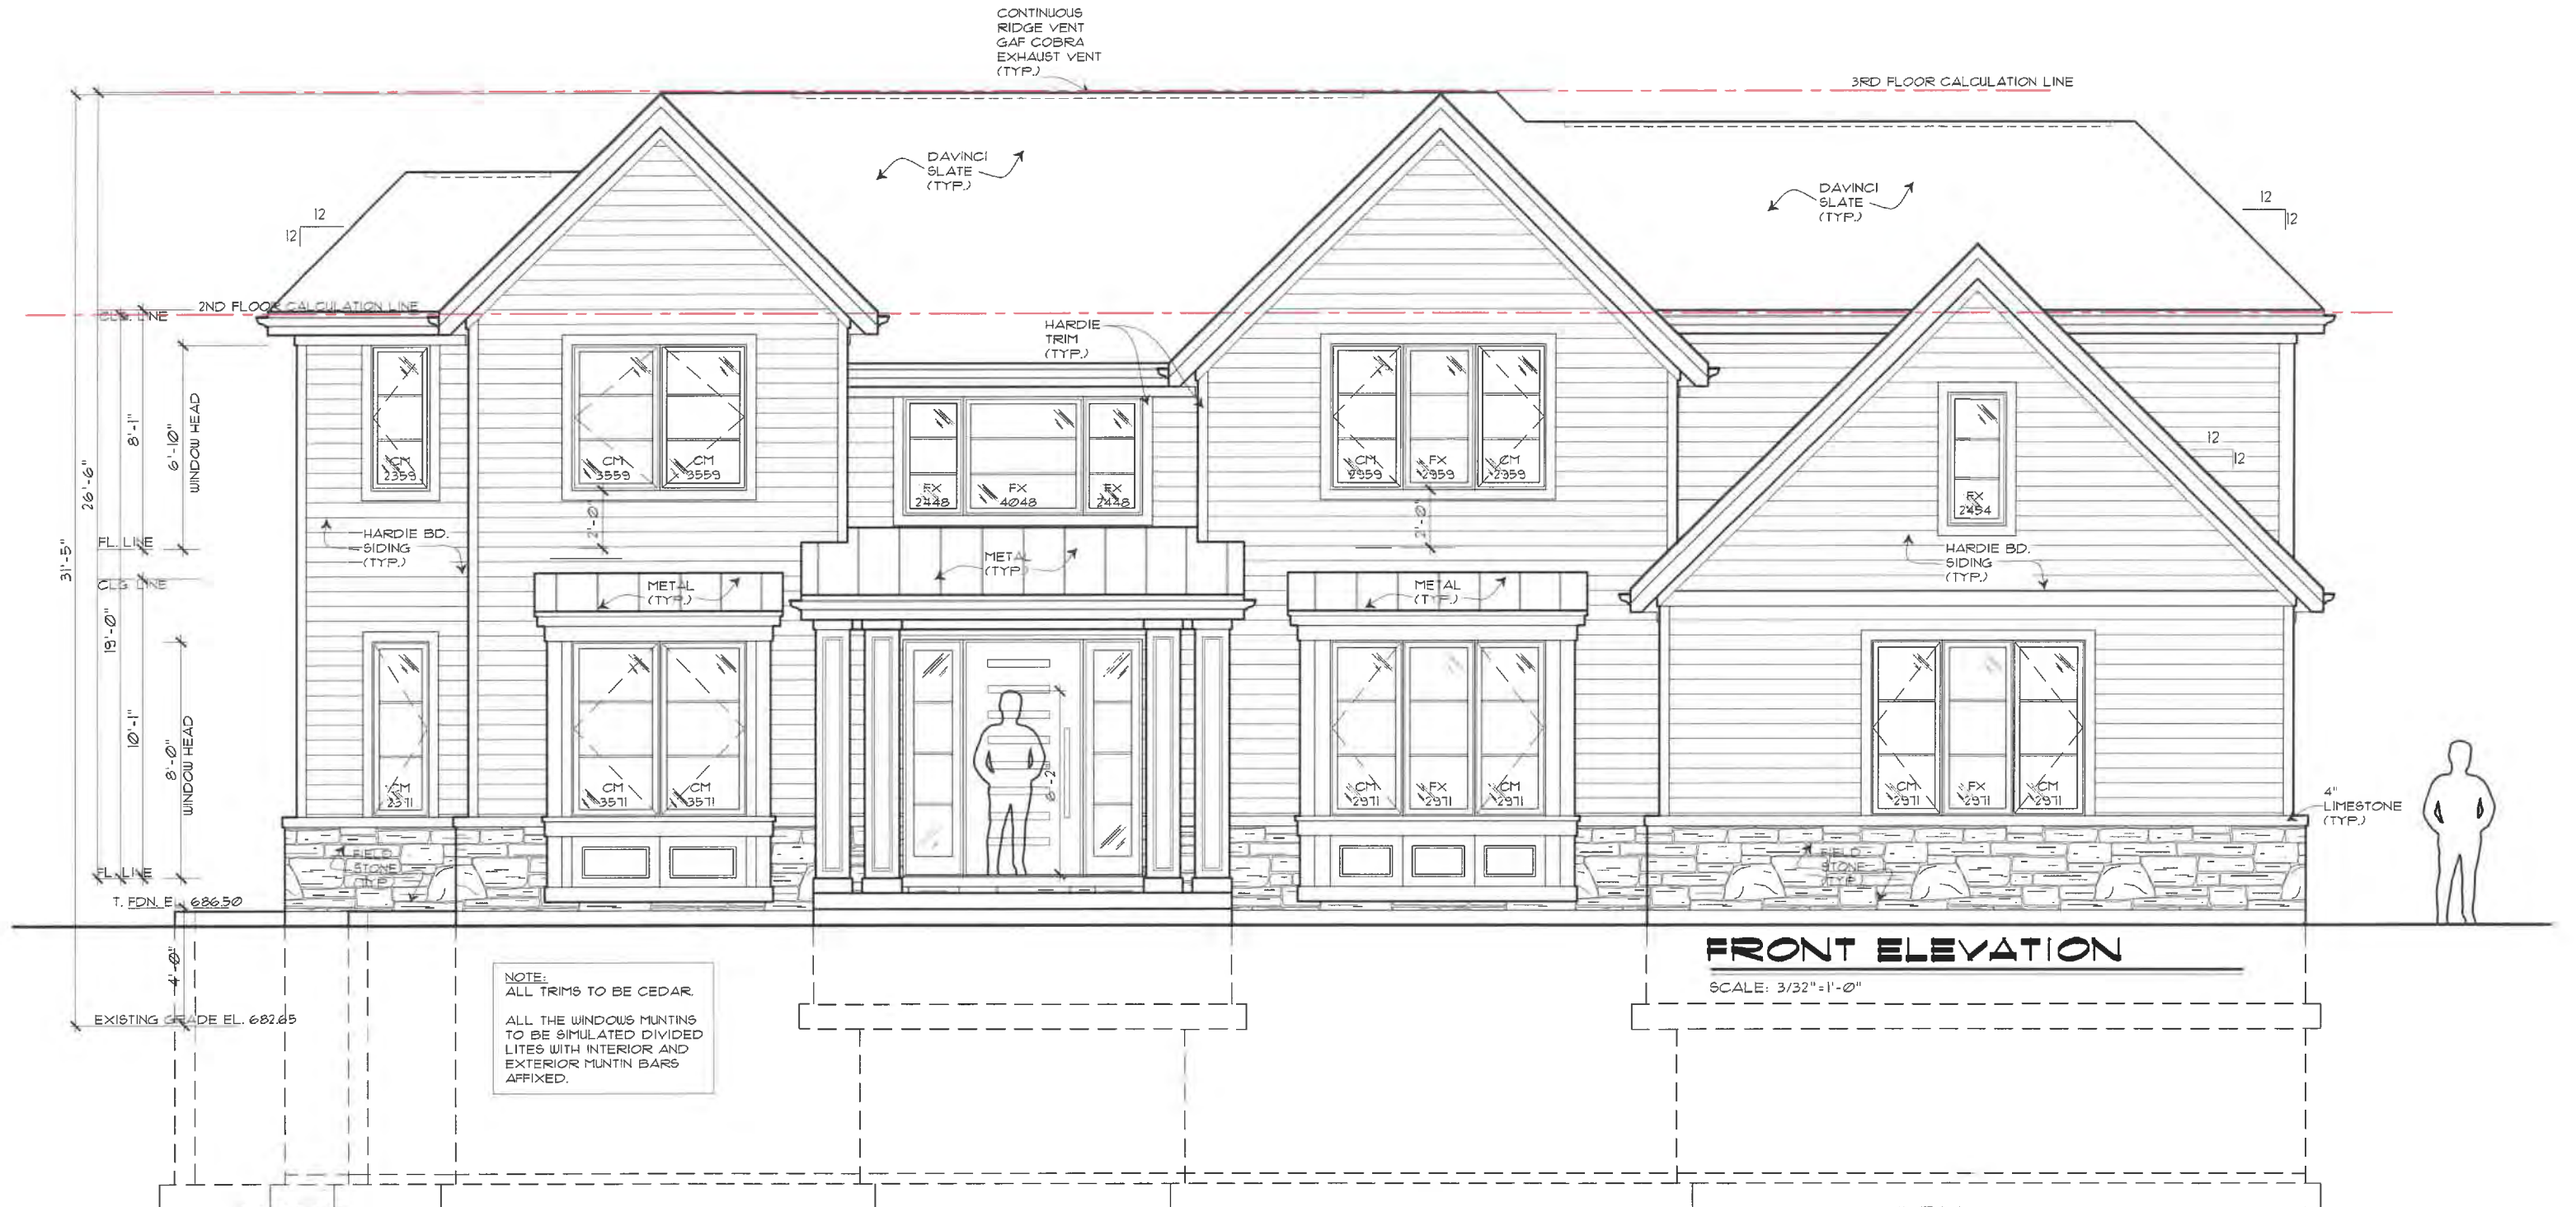 CONTINUOUS
RIDGE VENT
GAF COBRA
EXHAUST VENT
(TYP.)
3RD FLOOR CALCULATION LINE
DAVINCI
SLATE
(TYP.)
DAVINCI
SLATE
(TYP.)
12
12
12
12
2ND FLOOR CALCULATION LINE
CLG. LINE
HARDIE
TRIM
(TYP.)
8'-1"
6'-10"
WINDOW HEAD
26'-6"
31'-5"
CM
2359
CM
3559
CM
3559
FX
2448
FX
4048
FX
2448
CM
2959
FX
2959
CM
2959
FX
2454
12
12
2'-0"
2'-0"
FL. LINE
HARDIE BD.
SIDING
(TYP.)
METAL
(TYP.)
HARDIE BD.
SIDING
(TYP.)
CLG. LINE
METAL
(TYP.)
METAL
(TYP.)
19'-0"
10'-1"
8'-0"
WINDOW HEAD
6'-2"
CM
2371
CM
3571
CM
3571
CM
2971
FX
2971
CM
2971
CM
2971
FX
2971
CM
2971
4"
LIMESTONE
(TYP.)
FIELD
STONE
(TYP.)
FIELD
STONE
(TYP.)
FL. LINE
T. FDN. EL. 686.50
4'-0"
EXISTING GRADE EL. 682.65
NOTE:
ALL TRIMS TO BE CEDAR.
ALL THE WINDOWS MUNTINS
TO BE SIMULATED DIVIDED
LITES WITH INTERIOR AND
EXTERIOR MUNTIN BARS
AFFIXED.
FRONT ELEVATION
SCALE: 3/32"=1'-0"